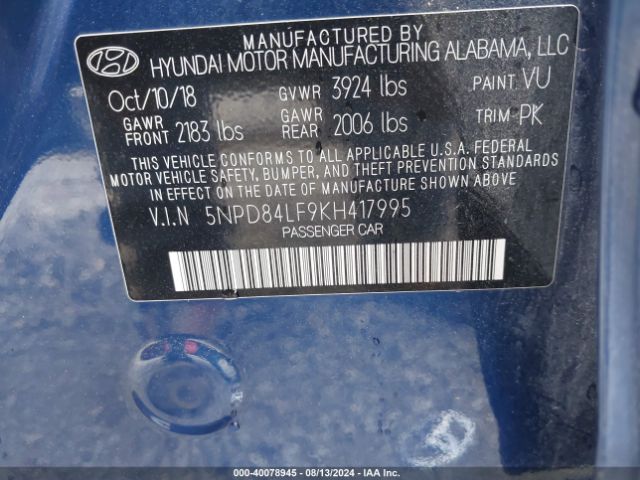 MANUFACTURED BY
HYUNDAI MOTOR MANUFACTURING ALABAMA, LLC
Oct/10/18 GVWR 3924 lbs PAINT VU
GAWR FRONT 2183 lbs GAWR REAR 2006 lbs TRIM PK
THIS VEHICLE CONFORMS TO ALL APPLICABLE U.S.A. FEDERAL
MOTOR VEHICLE SAFETY, BUMPER, AND THEFT PREVENTION STANDARDS
IN EFFECT ON THE DATE OF MANUFACTURE SHOWN ABOVE.
V.I.N 5NPD84LF9KH417995
PASSENGER CAR
000-40078945 - 08/13/2024 - IAA Inc.